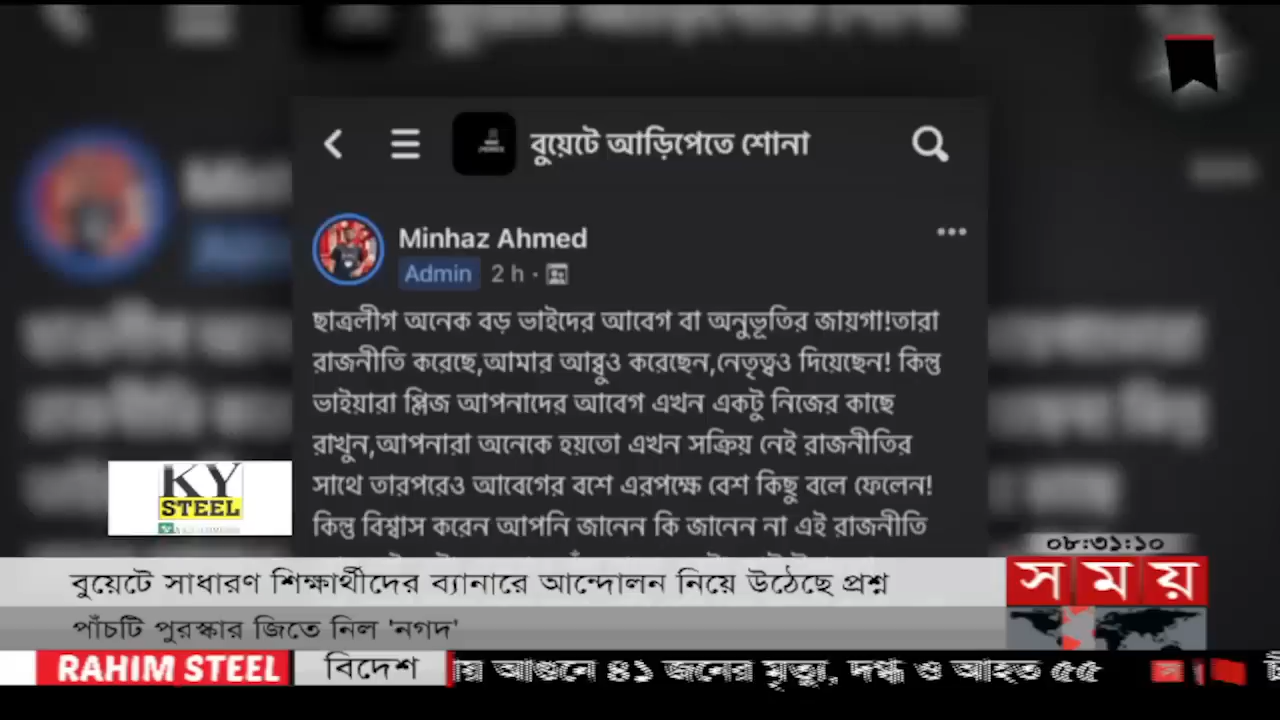 বুয়েটে আড়িপেতে শোনা
Minhaz Ahmed
Admin 2 h ·
ছাত্রলীগ অনেক বড় ভাইদের আবেগ বা অনুভূতির জায়গা!তারা
রাজনীতি করেছে,আমার আব্বুও করেছেন,নেতৃত্বও দিয়েছেন! কিন্তু
ভাইয়ারা প্লিজ আপনাদের আবেগ এখন একটু নিজের কাছে
রাখুন,আপনারা অনেকে হয়তো এখন সক্রিয় নেই রাজনীতির
সাথে তারপরেও আবেগের বশে এরপক্ষে বেশ কিছু বলে ফেলেন!
কিন্তু বিশ্বাস করেন আপনি জানেন কি জানেন না এই রাজনীতি
KY
STEEL
০৮:৩১:১০
বুয়েটে সাধারণ শিক্ষার্থীদের ব্যানারে আন্দোলন নিয়ে উঠেছে প্রশ্ন
সময়
পাঁচটি পুরস্কার জিতে নিল 'নগদ'
RAHIM STEEL বিদেশ আগুনে ৪১ জনের মৃত্যু, দগ্ধ ও আহত ৫৫